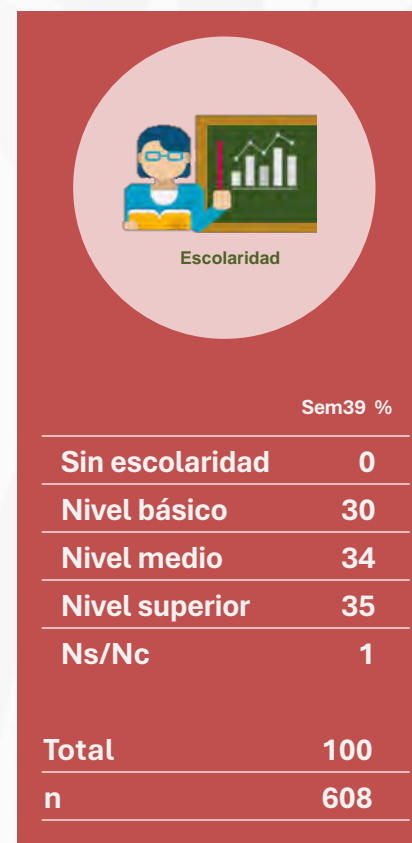 Escolaridad
Sem39 %
Sin escolaridad 0
Nivel básico 30
Nivel medio 34
Nivel superior 35
Ns/Nc 1
Total 100
n 608